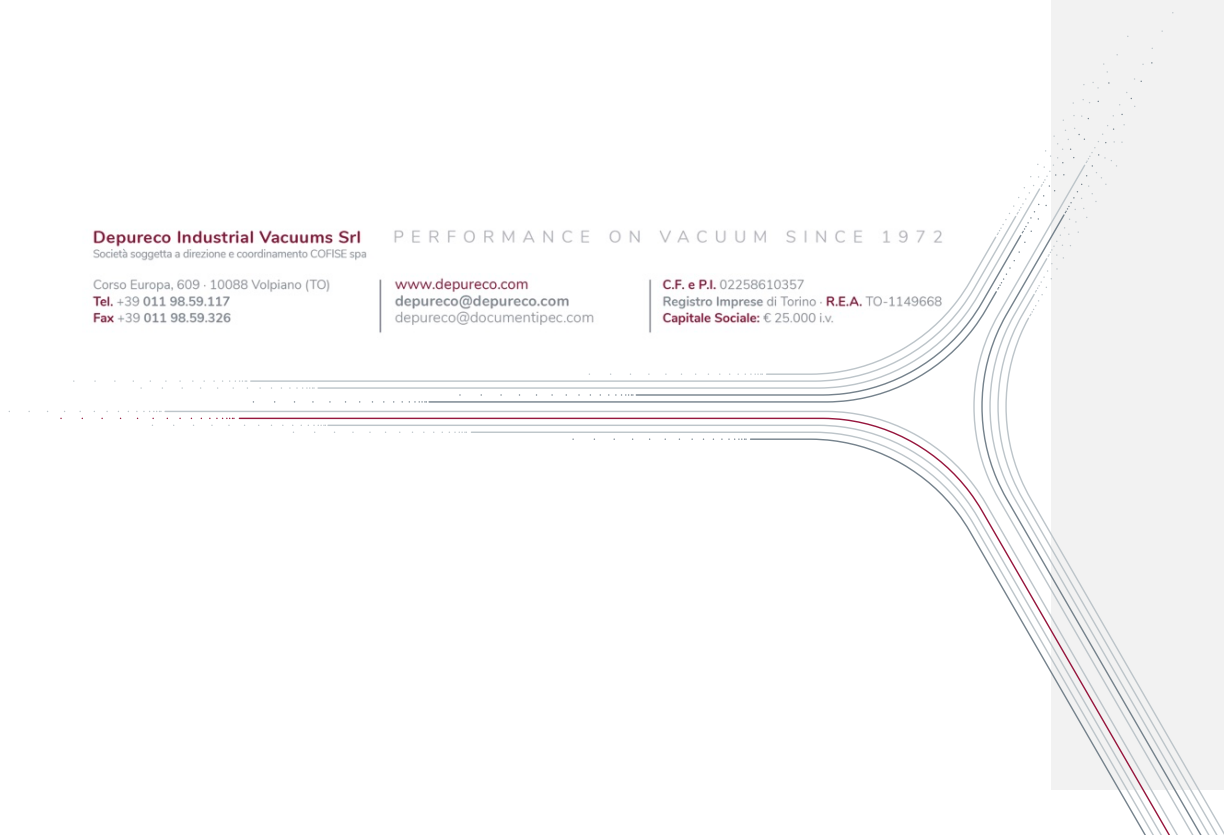 Depureco Industrial Vacuums Srl
PERFORMANCE ON VACUUM SINCE 1972
Società soggetta a direzione e coordinamento COFISE spa
Corso Europa, 609 · 10088 Volpiano (TO)
Tel. +39 011 98.59.117
Fax +39 011 98.59.326
www.depureco.com
depureco@depureco.com
depureco@documentipec.com
C.F. e P.I. 02258610357
Registro Imprese di Torino · R.E.A. TO-1149668
Capitale Sociale: € 25.000 i.v.